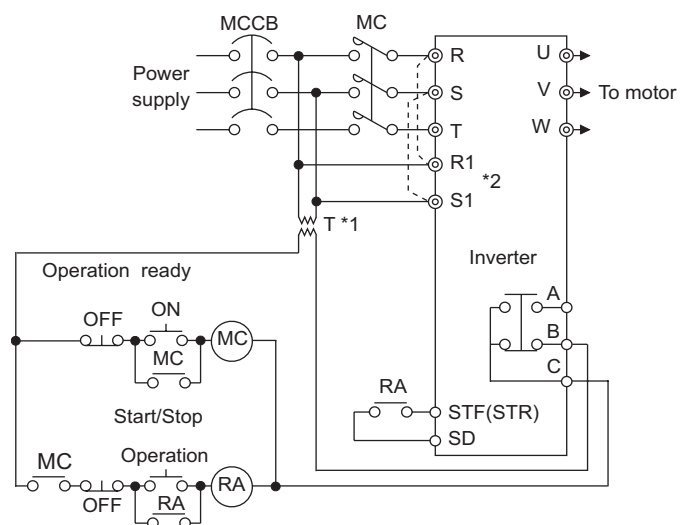 MCCB
MC
Power
supply
R
S
T
R1
*2
S1
U
V
W
To motor
T *1
Inverter
Operation ready
OFF
ON
MC
MC
A
B
C
RA
STF(STR)
SD
Start/Stop
MC
OFF
Operation
RA
RA